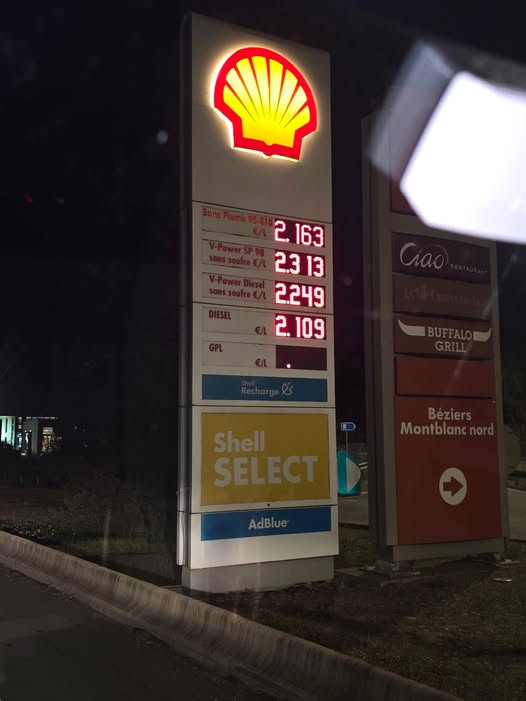 Sans Plomb 95-E10
€/L
2.163
V-Power SP 98
sans soufre €/L
2.313
V-Power Diesel
sans soufre €/L
2.249
DIESEL
€/L
2.109
GPL
€/L
.
Shell
Recharge
Shell
SELECT
AdBlue®
Ciao RESTAURANT
BUFFALO
GRILL
Béziers
Montblanc nord